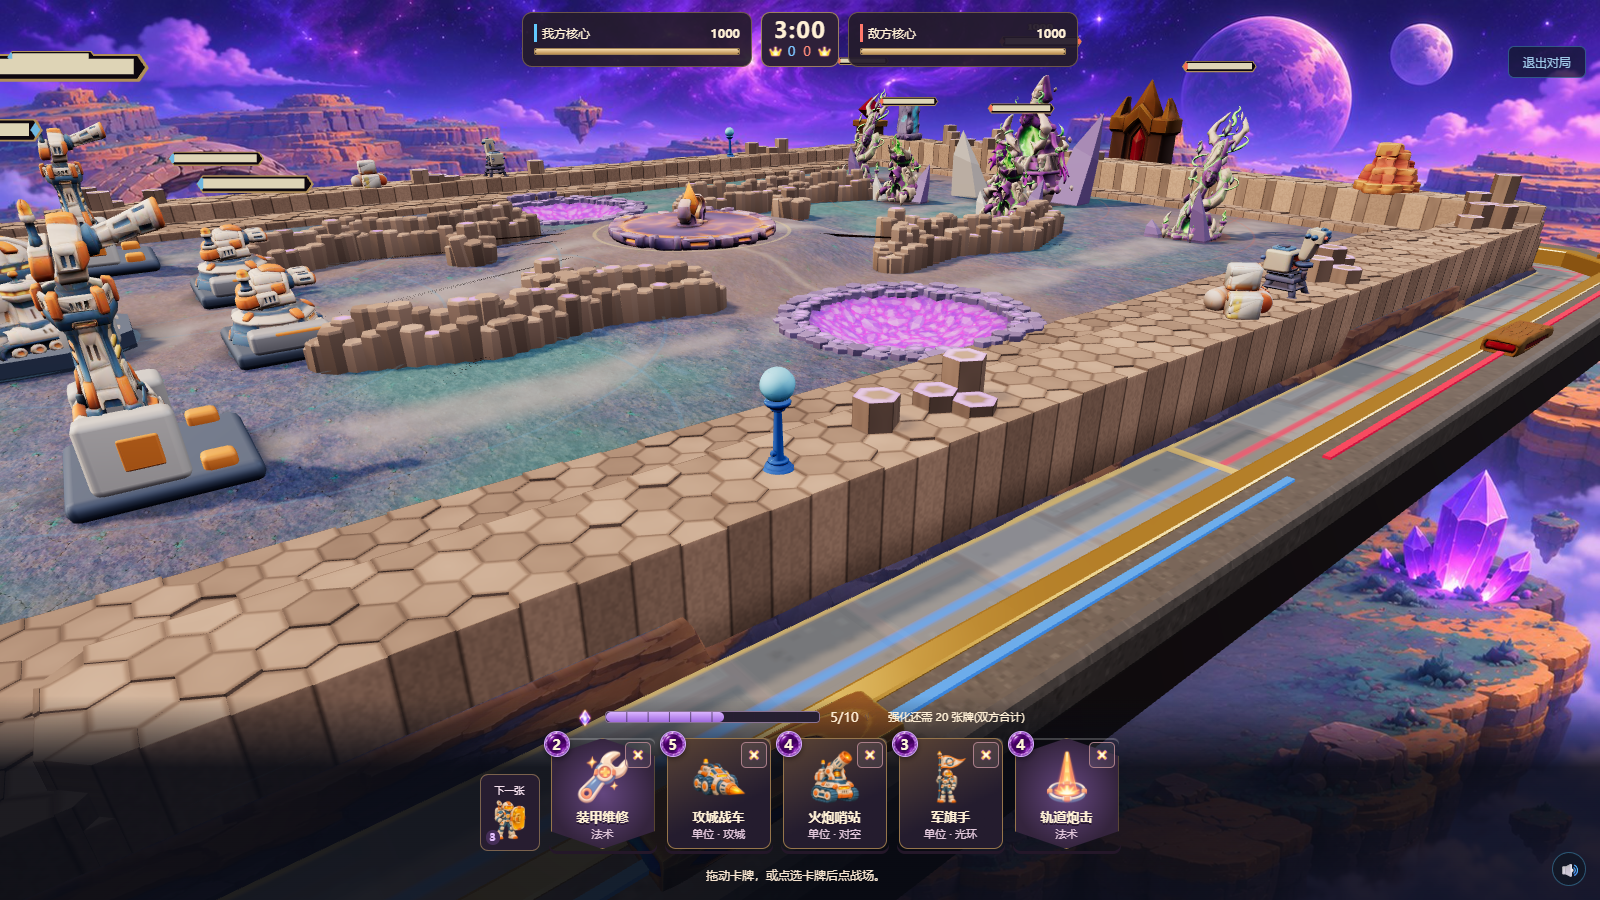 我方核心 1000
3:00
0 0
敌方核心 1000
退出对局
5/10 强化还需 20 张牌(双方合计)
下一张
3
2
装甲维修
法术
5
攻城战车
单位 · 攻城
4
火炮哨站
单位 · 对空
3
军旗手
单位 · 光环
4
轨道炮击
法术
拖动卡牌，或点选卡牌后点战场。